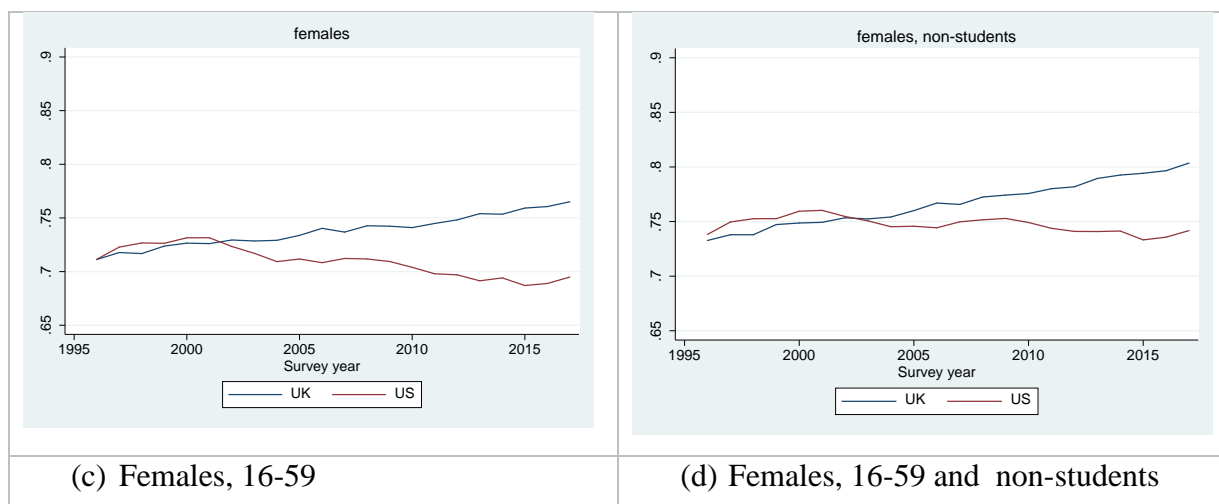 females
.9
.85
.8
.75
.7
.65
1995 2000 2005 2010 2015
Survey year
UK US
(c) Females, 16-59
females, non-students
.9
.85
.8
.75
.7
.65
1995 2000 2005 2010 2015
Survey year
UK US
(d) Females, 16-59 and non-students